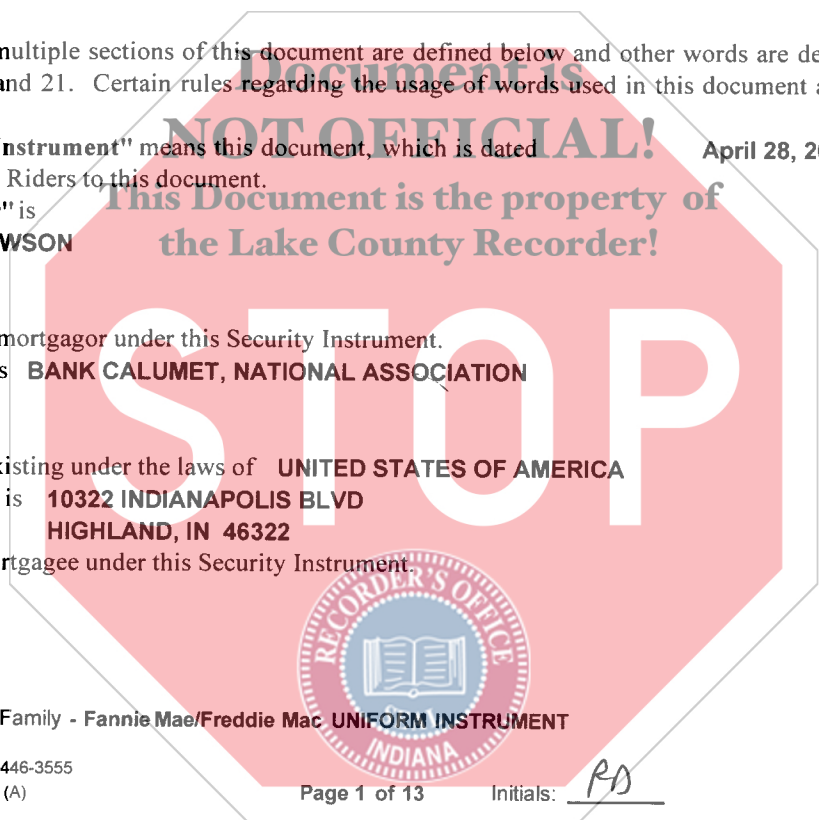 multiple sections of this document are defined below and other words are de
and 21. Certain rules regarding the usage of words used in this document a
Document is
NOT OFFICIAL!
This Document is the property of
the Lake County Recorder!
nstrument" means this document, which is dated April 28, 20
Riders to this document.
" is
WSON
mortgagor under this Security Instrument.
s BANK CALUMET, NATIONAL ASSOCIATION
STOP
xisting under the laws of UNITED STATES OF AMERICA
is 10322 INDIANAPOLIS BLVD
HIGHLAND, IN 46322
rtgagee under this Security Instrument.
RECORDER'S OFFICE
SEAL
INDIANA
Family - Fannie Mae/Freddie Mac UNIFORM INSTRUMENT
446-3555
(A) Page 1 of 13 Initials: RD